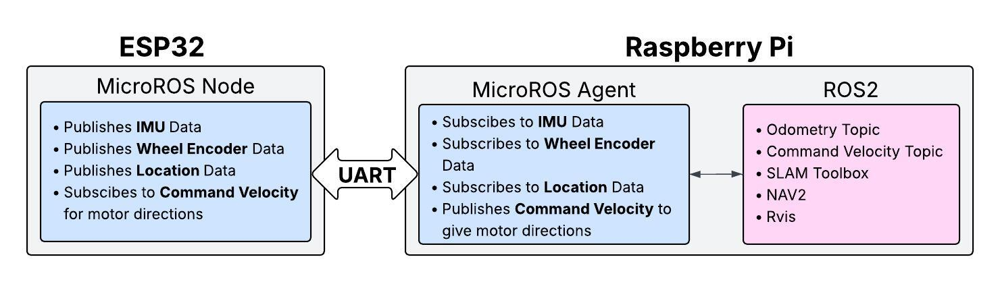 ESP32
MicroROS Node
• Publishes IMU Data
• Publishes Wheel Encoder Data
• Publishes Location Data
• Subscibes to Command Velocity
for motor directions
UART
Raspberry Pi
MicroROS Agent
• Subscibes to IMU Data
• Subscribes to Wheel Encoder
Data
• Subscribes to Location Data
• Publishes Command Velocity to
give motor directions
ROS2
• Odometry Topic
• Command Velocity Topic
• SLAM Toolbox
• NAV2
• Rvis